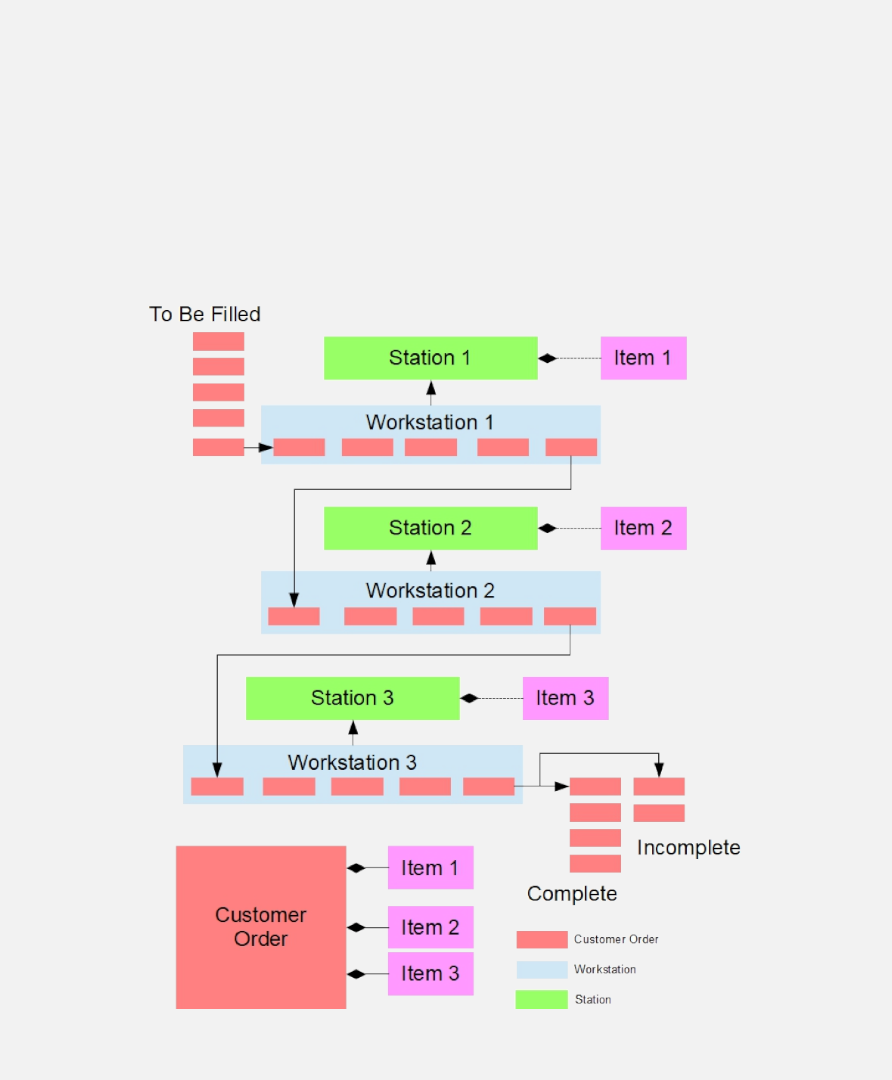 To Be Filled
Station 1
Item 1
Workstation 1
Station 2
Item 2
Workstation 2
Station 3
Item 3
Workstation 3
Incomplete
Complete
Customer
Order
Item 1
Item 2
Item 3
Customer Order
Workstation
Station